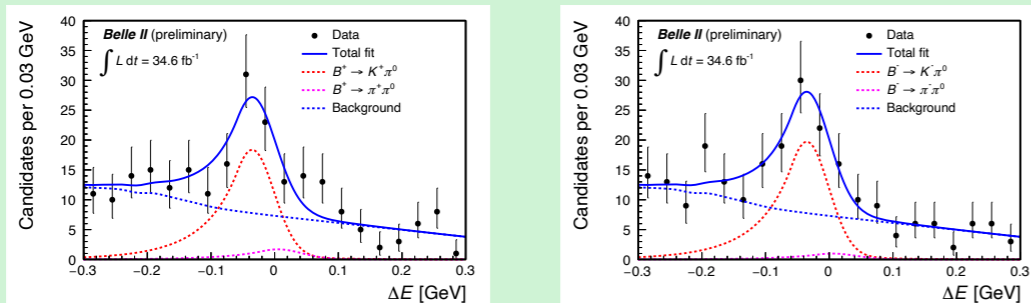 Candidates per 0.03 GeV
40
35
30
25
20
15
10
5
0
Belle II (preliminary)
∫ L dt = 34.6 fb⁻¹
Data
Total fit
B⁺ → K⁺π⁰
B⁺ → π⁺π⁰
Background
−0.3 −0.2 −0.1 0 0.1 0.2 0.3
ΔE [GeV]
Candidates per 0.03 GeV
40
35
30
25
20
15
10
5
0
Belle II (preliminary)
∫ L dt = 34.6 fb⁻¹
Data
Total fit
B⁻ → K⁻π⁰
B⁻ → π⁻π⁰
Background
−0.3 −0.2 −0.1 0 0.1 0.2 0.3
ΔE [GeV]